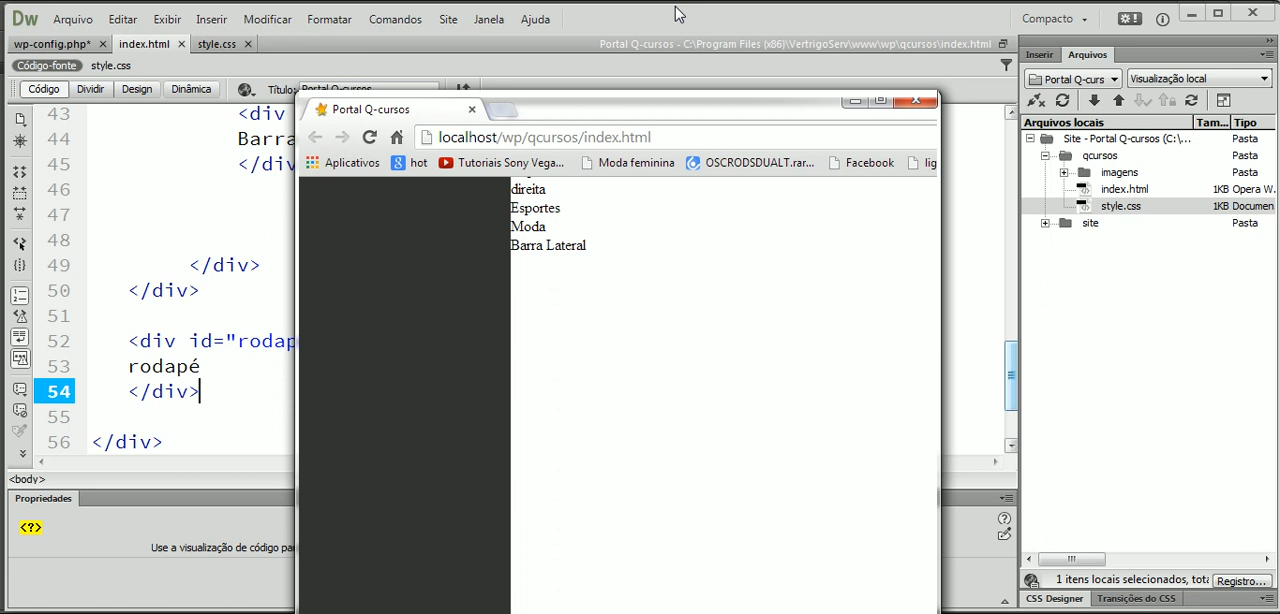 Dw Arquivo Editar Exibir Inserir Modificar Formatar Comandos Site Janela Ajuda Compacto
wp-config.php* × index.html × style.css × Portal Q-cursos - C:\Program Files (x86)\VertrigoServ\www\wp\qcursos\index.html
Código-fonte style.css
Código Dividir Design Dinâmica Título: Portal Q-cursos
43 <div
44 Barra
45 </div>
46
47
48
49 </div>
50 </div>
51
52 <div id="rodap
53 rodapé
54 </div>
55
56 </div>
<body>
Propriedades
<?>
Use a visualização de código pa
Portal Q-cursos ×
localhost/wp/qcursos/index.html
Aplicativos hot Tutoriais Sony Vega... Moda feminina OSCRODSDUALT.rar... Facebook lig
direita
Esportes
Moda
Barra Lateral
Inserir Arquivos
Portal Q-curs Visualização local
Arquivos locais Tam... Tipo
Site - Portal Q-cursos (C:\... Pasta
qcursos Pasta
imagens Pasta
index.html 1KB Opera W.
style.css 1KB Documen
site Pasta
1 itens locais selecionados, tota Registro...
CSS Designer Transições do CSS